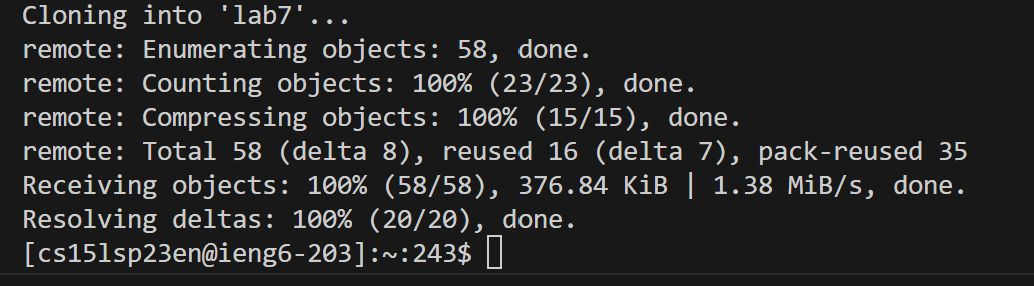 Cloning into 'lab7'...
remote: Enumerating objects: 58, done.
remote: Counting objects: 100% (23/23), done.
remote: Compressing objects: 100% (15/15), done.
remote: Total 58 (delta 8), reused 16 (delta 7), pack-reused 35
Receiving objects: 100% (58/58), 376.84 KiB | 1.38 MiB/s, done.
Resolving deltas: 100% (20/20), done.
[cs15lsp23en@ieng6-203]:~:243$